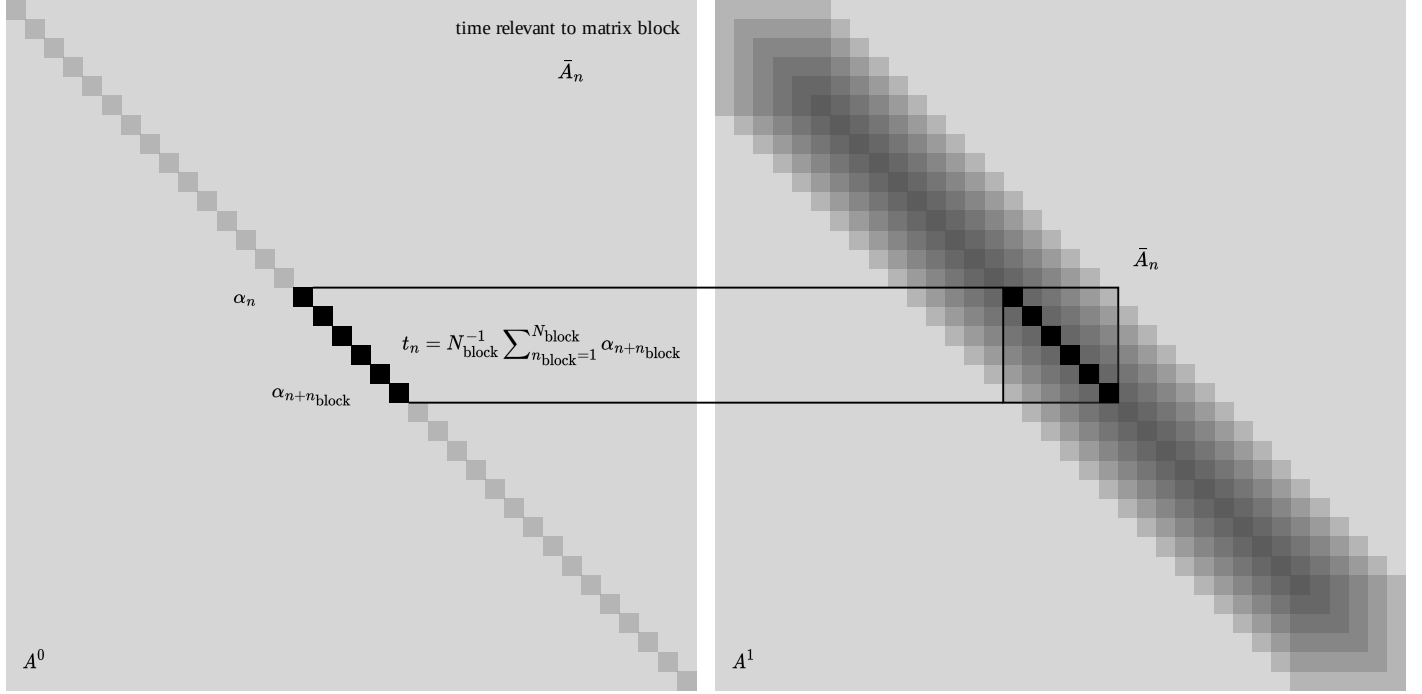 time relevant to matrix block
Ā_n
Ā_n
α_n
t_n = N_block^{-1} ∑_{n_block=1}^{N_block} α_{n+n_block}
α_{n+n_block}
A^0
A^1